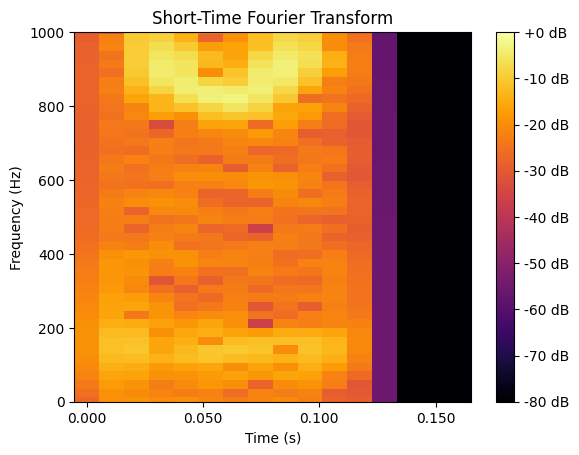 Short-Time Fourier Transform
1000
800
600
400
200
0
Frequency (Hz)
0.000
0.050
0.100
0.150
Time (s)
+0 dB
-10 dB
-20 dB
-30 dB
-40 dB
-50 dB
-60 dB
-70 dB
-80 dB